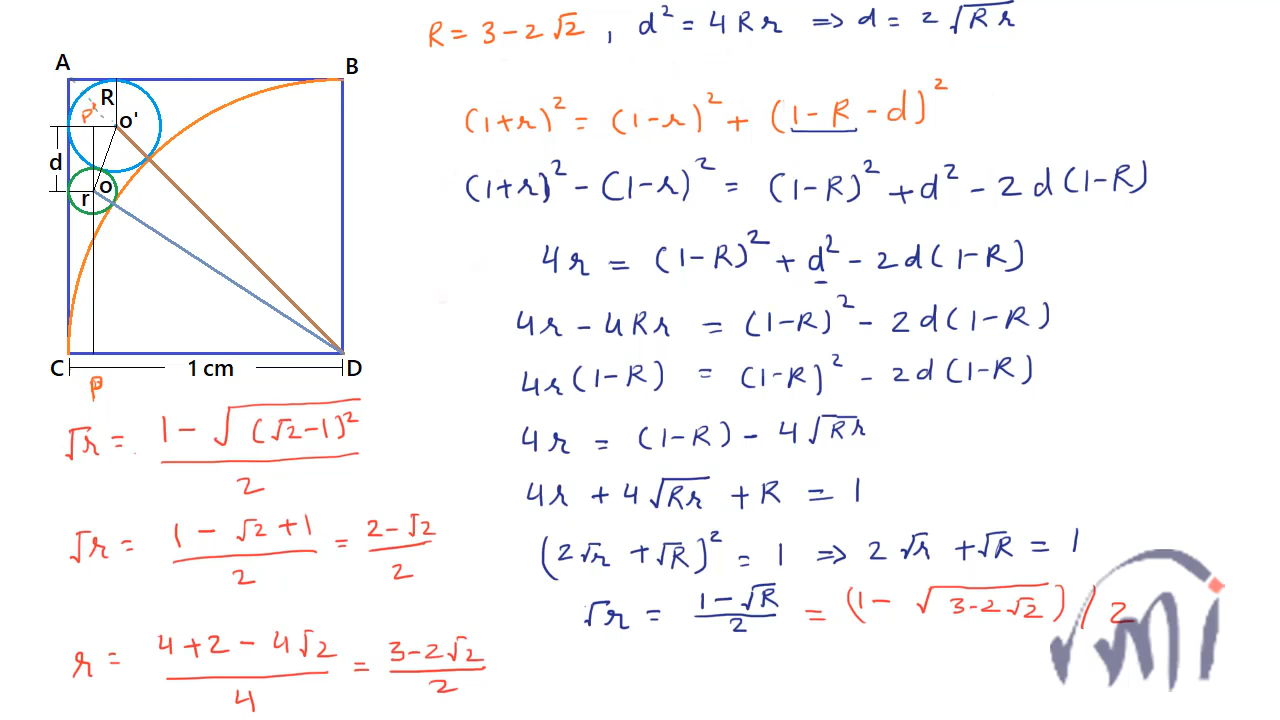 R = 3 - 2√2 , d² = 4Rr ⇒ d = 2√Rr
A B
R
P'
O'
d
O
r
C 1 cm D
P
(1+r)² = (1-r)² + (1-R-d)²
(1+r)² - (1-r)² = (1-R)² + d² - 2d(1-R)
4r = (1-R)² + d² - 2d(1-R)
4r - 4Rr = (1-R)² - 2d(1-R)
4r(1-R) = (1-R)² - 2d(1-R)
4r = (1-R) - 4√Rr
4r + 4√Rr + R = 1
(2√r + √R)² = 1 ⇒ 2√r + √R = 1
√r = (1-√R)/2 = (1 - √(3-2√2))/2
√r = (1 - √((√2-1)²))/2
√r = (1 - √2 + 1)/2 = (2-√2)/2
r = (4+2-4√2)/4 = (3-2√2)/2